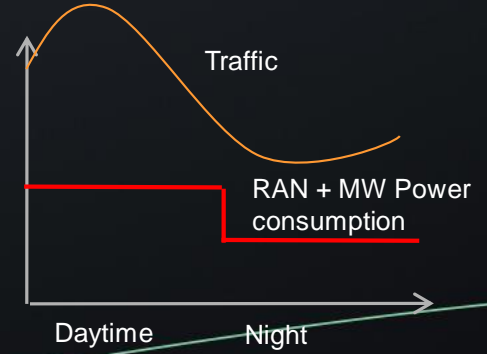 Traffic
RAN + MW Power
consumption
Daytime
Night